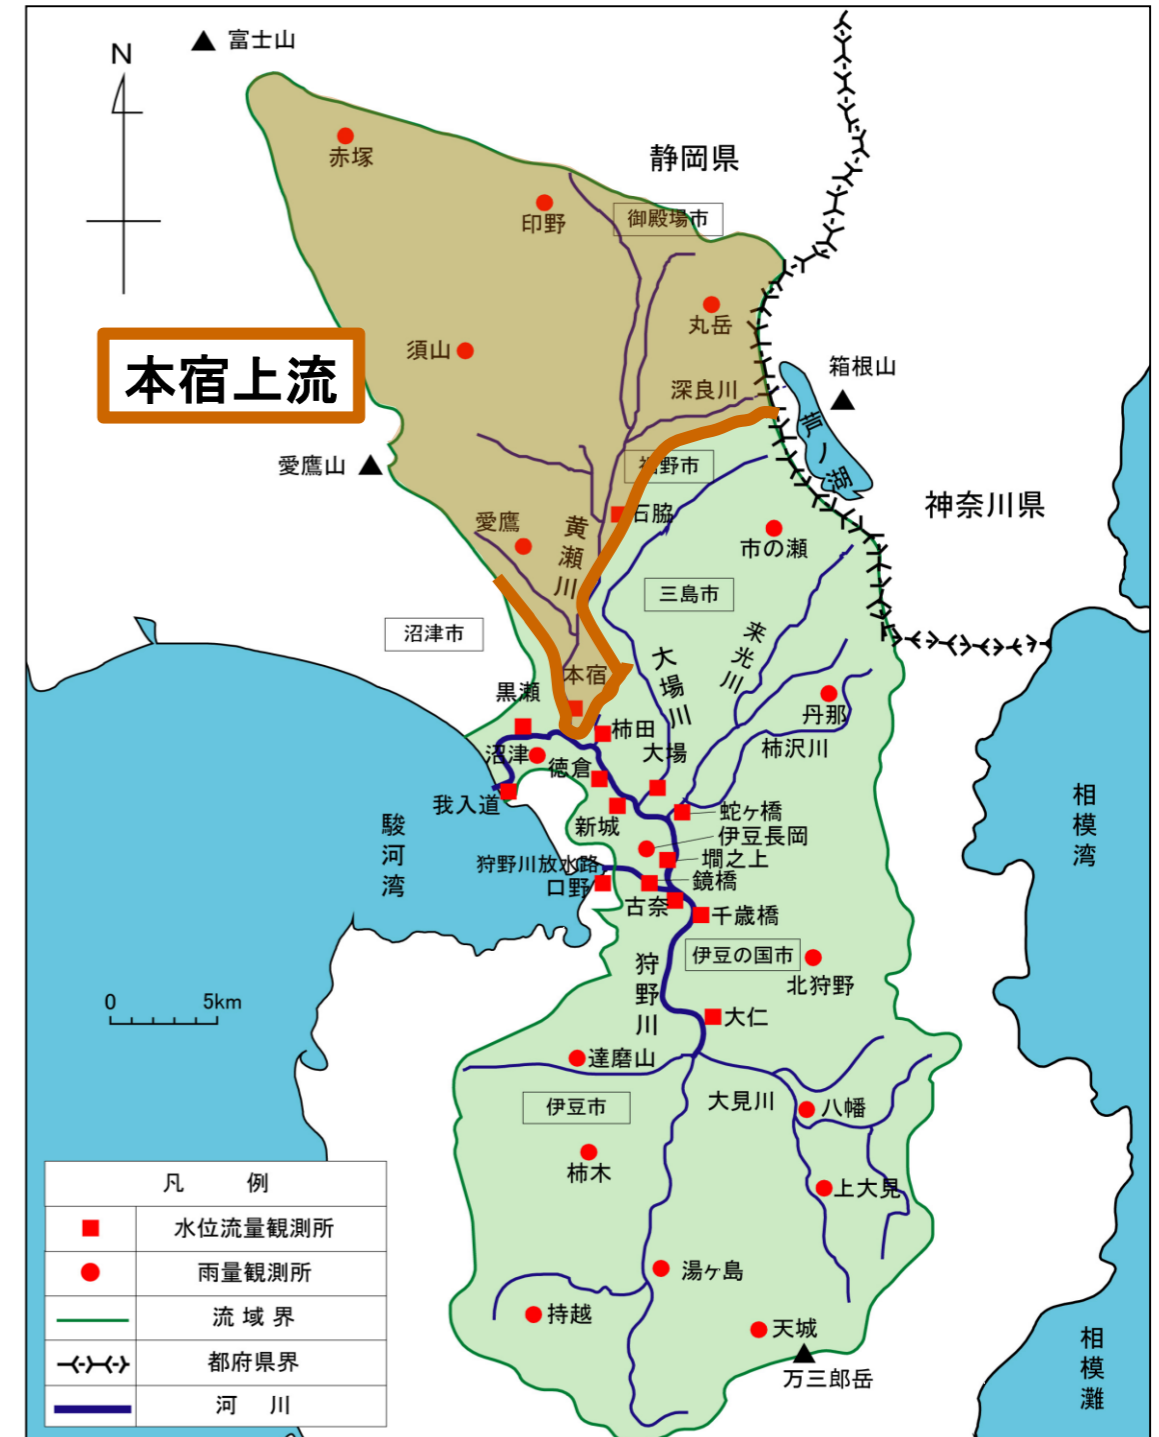 N
富士山
静岡県
赤塚
印野
御殿場市
丸岳
本宿上流
須山
深良川
箱根山
芦ノ湖
愛鷹山
裾野市
神奈川県
愛鷹
黄瀬川
石脇
市の瀬
三島市
沼津市
来光川
大場川
本宿
黒瀬
丹那
柿田
柿沢川
沼津
徳倉
大場
我入道
新城
蛇ヶ橋
伊豆長岡
駿河湾
相模湾
狩野川放水路
墹之上
口野
鏡橋
古奈
千歳橋
伊豆の国市
狩野川
北狩野
0 5km
大仁
達磨山
伊豆市
大見川
八幡
柿木
上大見
湯ヶ島
持越
天城
万三郎岳
相模灘
凡 例
水位流量観測所
雨量観測所
流域界
都府県界
河 川